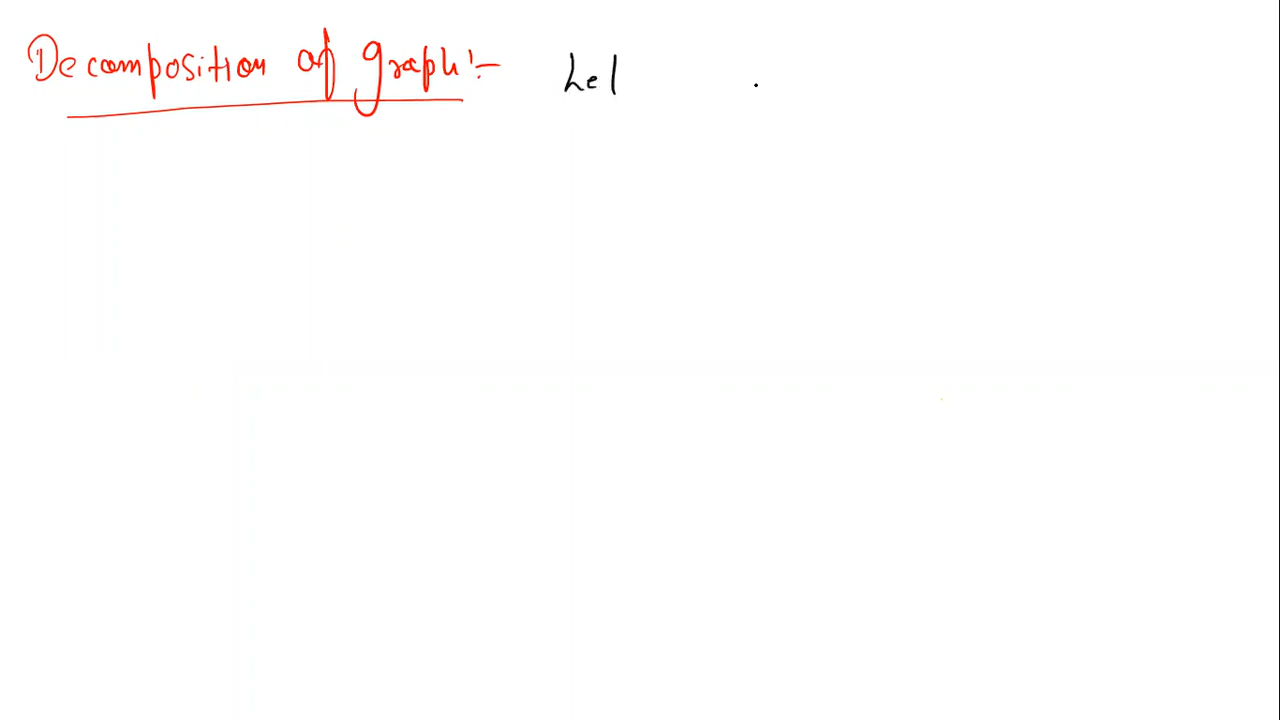 Decomposition of graph :- Let